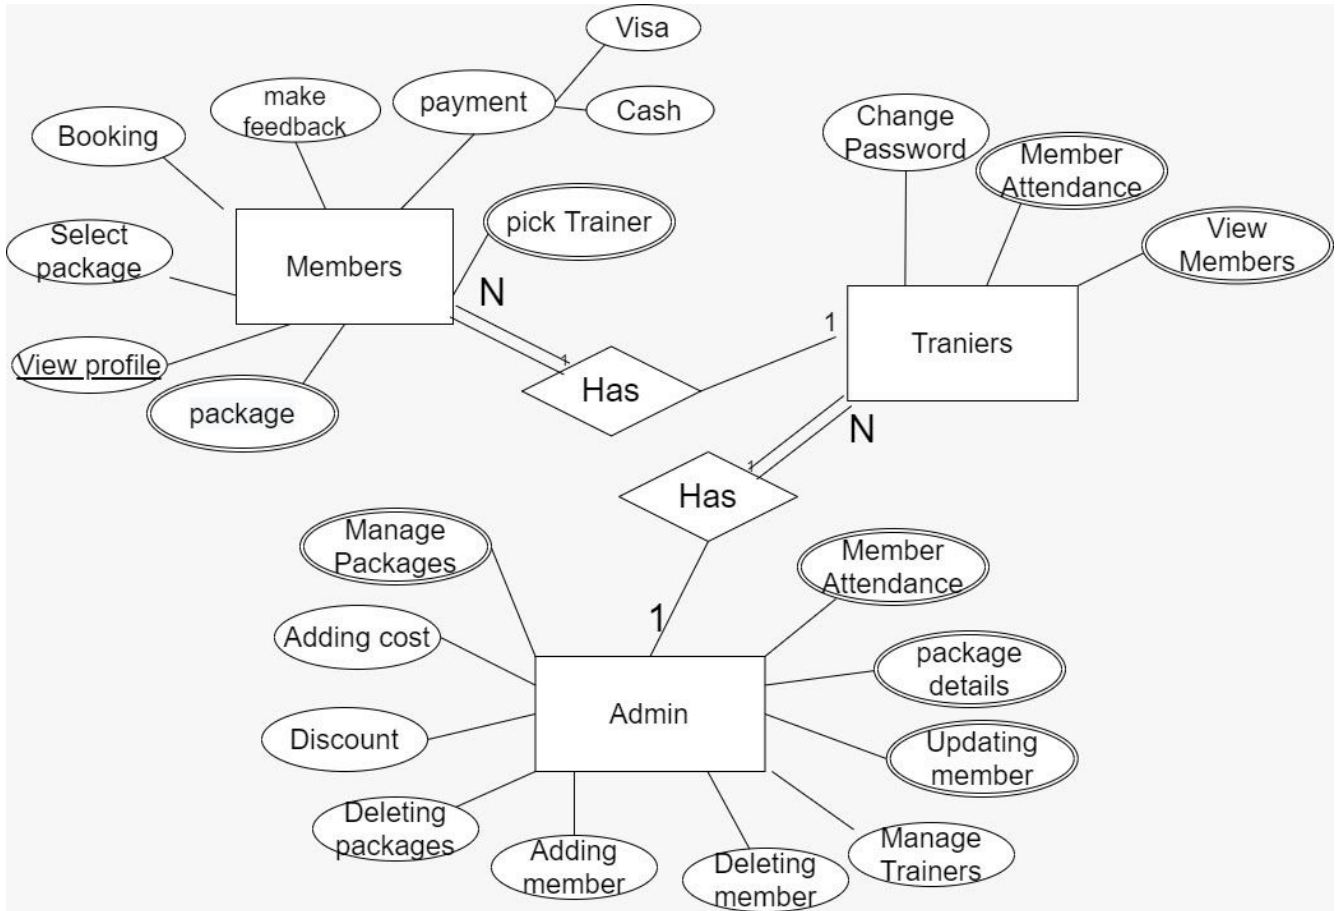 Visa
make
feedback
payment
Cash
Booking
Change
Password
Member
Attendance
pick Trainer
View
Members
Select
package
Members
N
1
1
Traniers
View profile
package
Has
N
1
Has
Manage
Packages
Member
Attendance
1
Adding cost
package
details
Admin
Discount
Updating
member
Deleting
packages
Adding
member
Deleting
member
Manage
Trainers